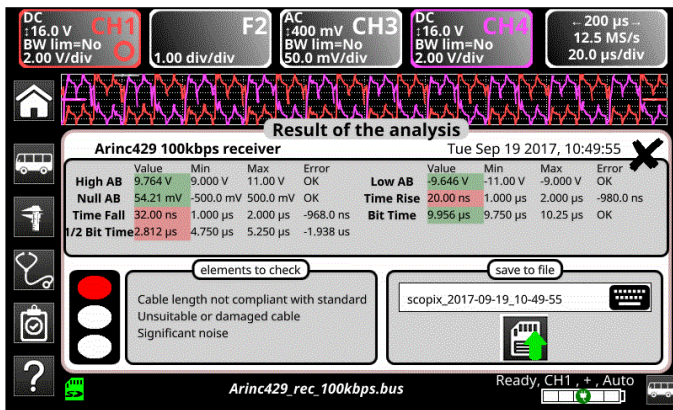 DC
↕16.0 V
CH1
BW lim=No
2.00 V/div
F2
1.00 div/div
AC
↕400 mV
CH3
BW lim=No
50.0 mV/div
DC
↕16.0 V
CH4
BW lim=No
2.00 V/div
←200 µs→
12.5 MS/s
20.0 µs/div
Result of the analysis
Arinc429 100kbps receiver Tue Sep 19 2017, 10:49:55
Value Min Max Error Value Min Max Error
High AB 9.764 V 9.000 V 11.00 V OK Low AB -9.646 V -11.00 V -9.000 V OK
Null AB 54.21 mV -500.0 mV 500.0 mV OK Time Rise 20.00 ns 1.000 µs 2.000 µs -980.0 ns
Time Fall 32.00 ns 1.000 µs 2.000 µs -968.0 ns Bit Time 9.956 µs 9.750 µs 10.25 µs OK
1/2 Bit Time 2.812 µs 4.750 µs 5.250 µs -1.938 us
elements to check
Cable length not compliant with standard
Unsuitable or damaged cable
Significant noise
save to file
scopix_2017-09-19_10-49-55
?
Arinc429_rec_100kbps.bus
Ready, CH1 , + , Auto